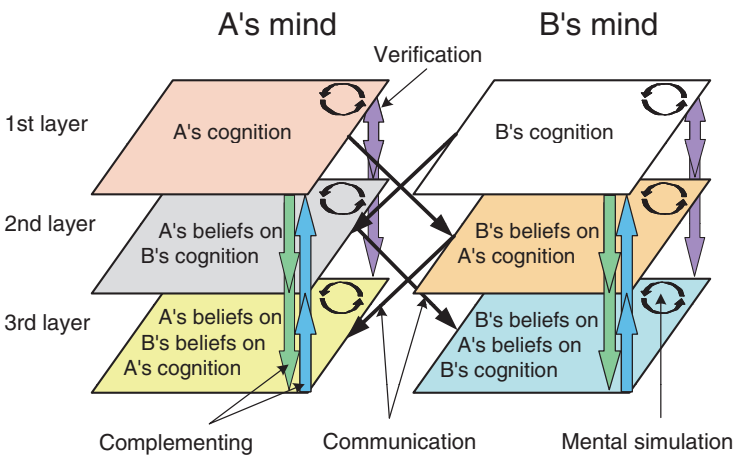 A's mind
B's mind
Verification
1st layer
A's cognition
B's cognition
2nd layer
A's beliefs on
B's cognition
B's beliefs on
A's cognition
3rd layer
A's beliefs on
B's beliefs on
A's cognition
B's beliefs on
A's beliefs on
B's cognition
Complementing
Communication
Mental simulation